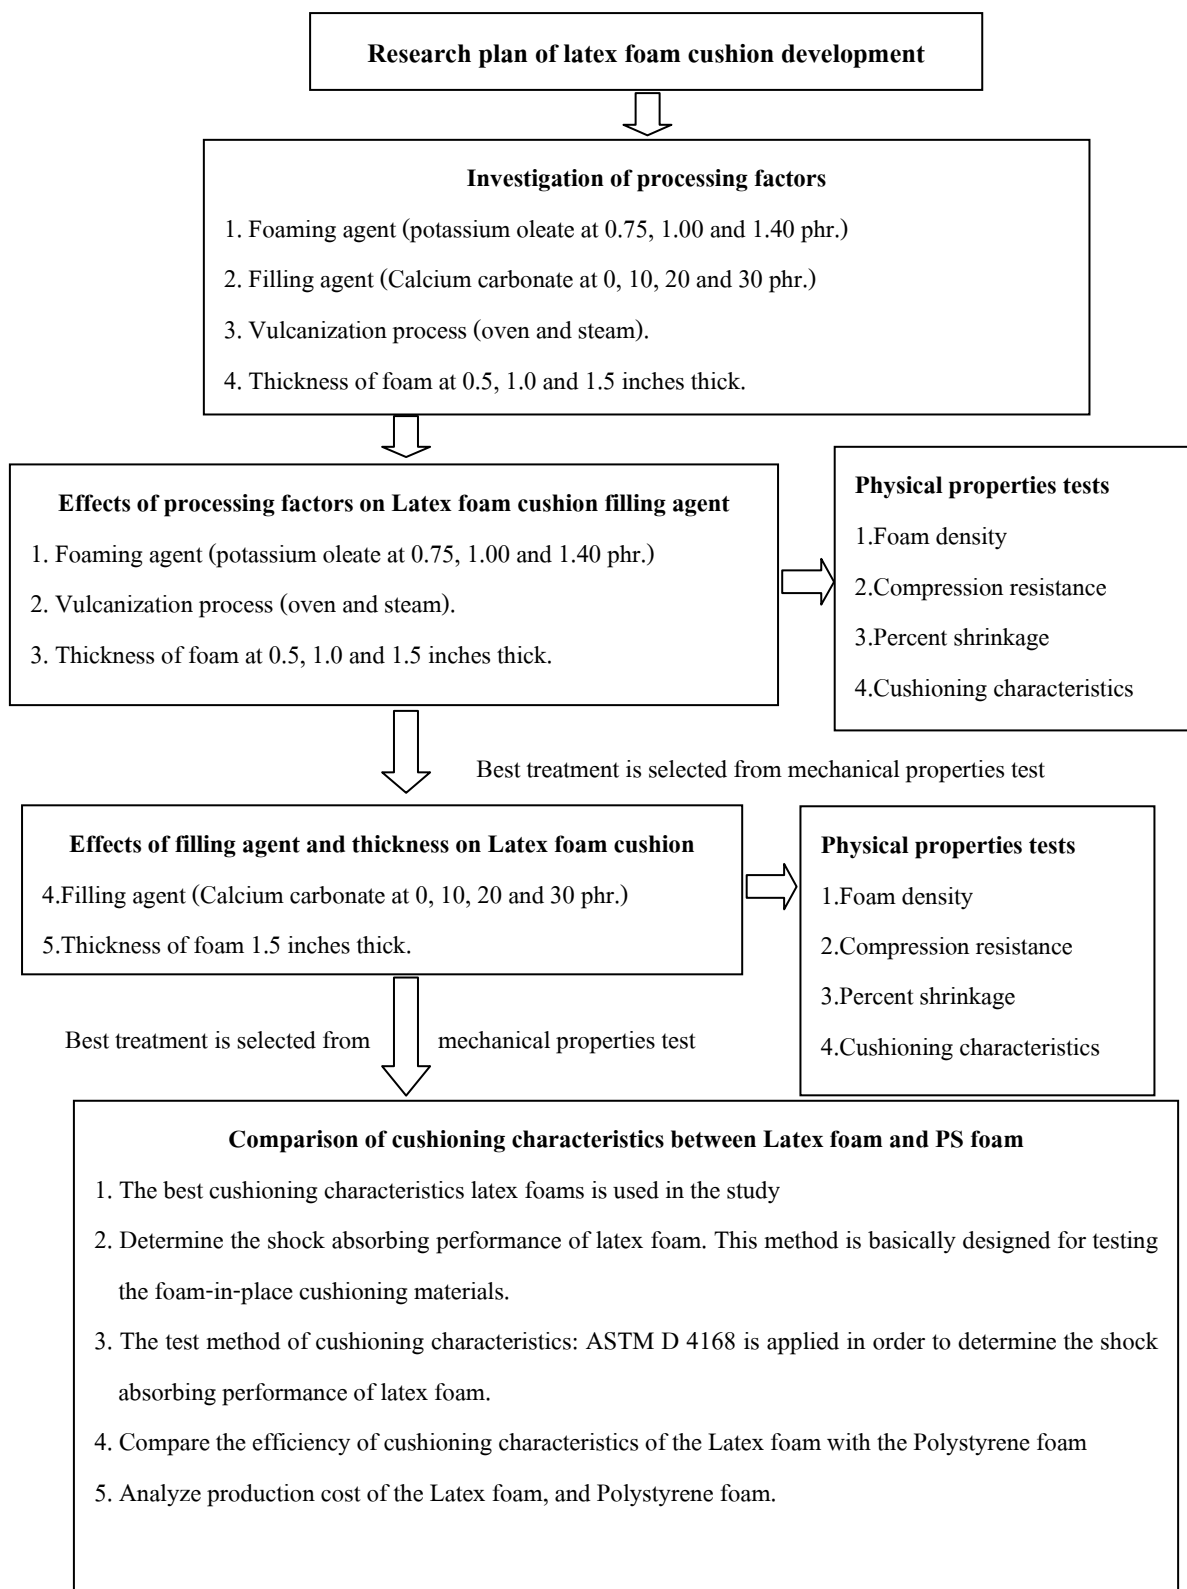 Research plan of latex foam cushion development
Investigation of processing factors
1. Foaming agent (potassium oleate at 0.75, 1.00 and 1.40 phr.)
2. Filling agent (Calcium carbonate at 0, 10, 20 and 30 phr.)
3. Vulcanization process (oven and steam).
4. Thickness of foam at 0.5, 1.0 and 1.5 inches thick.
Effects of processing factors on Latex foam cushion filling agent
1. Foaming agent (potassium oleate at 0.75, 1.00 and 1.40 phr.)
2. Vulcanization process (oven and steam).
3. Thickness of foam at 0.5, 1.0 and 1.5 inches thick.
Physical properties tests
1.Foam density
2.Compression resistance
3.Percent shrinkage
4.Cushioning characteristics
Best treatment is selected from mechanical properties test
Effects of filling agent and thickness on Latex foam cushion
4.Filling agent (Calcium carbonate at 0, 10, 20 and 30 phr.)
5.Thickness of foam 1.5 inches thick.
Physical properties tests
1.Foam density
2.Compression resistance
3.Percent shrinkage
4.Cushioning characteristics
Best treatment is selected from mechanical properties test
Comparison of cushioning characteristics between Latex foam and PS foam
1. The best cushioning characteristics latex foams is used in the study
2. Determine the shock absorbing performance of latex foam. This method is basically designed for testing
the foam-in-place cushioning materials.
3. The test method of cushioning characteristics: ASTM D 4168 is applied in order to determine the shock
absorbing performance of latex foam.
4. Compare the efficiency of cushioning characteristics of the Latex foam with the Polystyrene foam
5. Analyze production cost of the Latex foam, and Polystyrene foam.